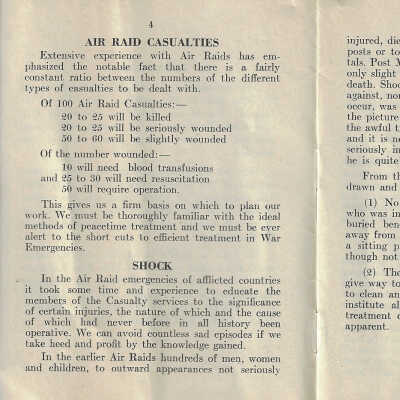 4
AIR RAID CASUALTIES
Extensive experience with Air Raids has em-
phasized the notable fact that there is a fairly
constant ratio between the numbers of the different
types of casualties to be dealt with.
Of 100 Air Raid Casualties:—
20 to 25 will be killed
20 to 25 will be seriously wounded
50 to 60 will be slightly wounded
Of the number wounded:—
10 will need blood transfusions
and 25 to 30 will need resuscitation
50 will require operation.
This gives us a firm basis on which to plan our
work. We must be thoroughly familiar with the ideal
methods of peacetime treatment and we must be ever
alert to the short cuts to efficient treatment in War
Emergencies.
SHOCK
In the Air Raid emergencies of afflicted countries
it took some time and experience to educate the
members of the Casualty services to the significance
of certain injuries, the nature of which and the cause
of which had never before in all history been
operative. We can avoid countless sad episodes if we
take heed and profit by the knowledge gained.
In the earlier Air Raids hundreds of men, women
and children, to outward appearances not seriously
injured, die
posts or to
tals. Post M
only slight
death. Shoc
against, nor
occur, was
the picture
the awful t
and it is n
seriously in
he is quite
From th
drawn and
(1) No
who was in
buried ben
away from
a sitting p
though not
(2) The
give way to
to clean an
institute al
treatment o
apparent.